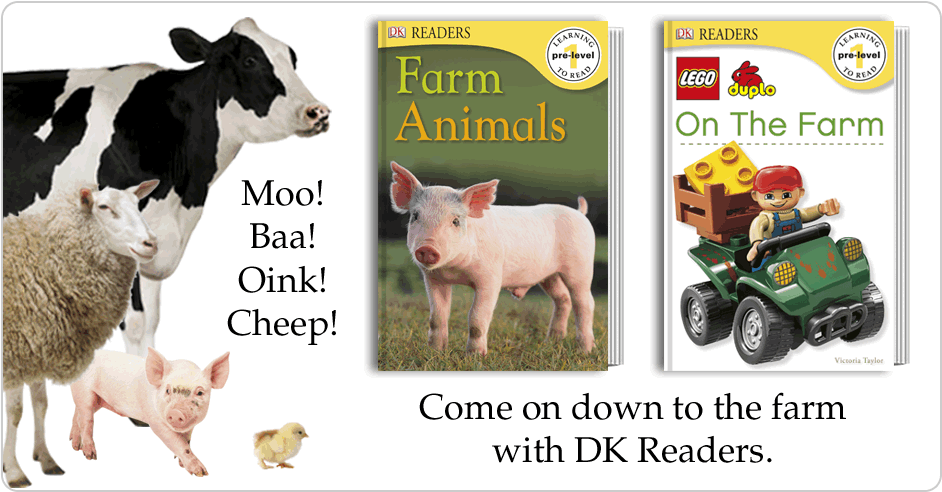 Moo!
Baa!
Oink!
Cheep!
DK READERS
LEARNING
pre-level
1
TO READ
Farm
Animals
DK READERS
LEARNING
pre-level
1
TO READ
LEGO duplo
On The Farm
Victoria Taylor
Come on down to the farm
with DK Readers.